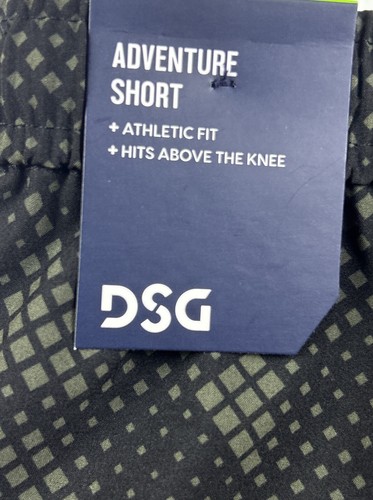 ADVENTURE
SHORT
+ ATHLETIC FIT
+ HITS ABOVE THE KNEE
DSG